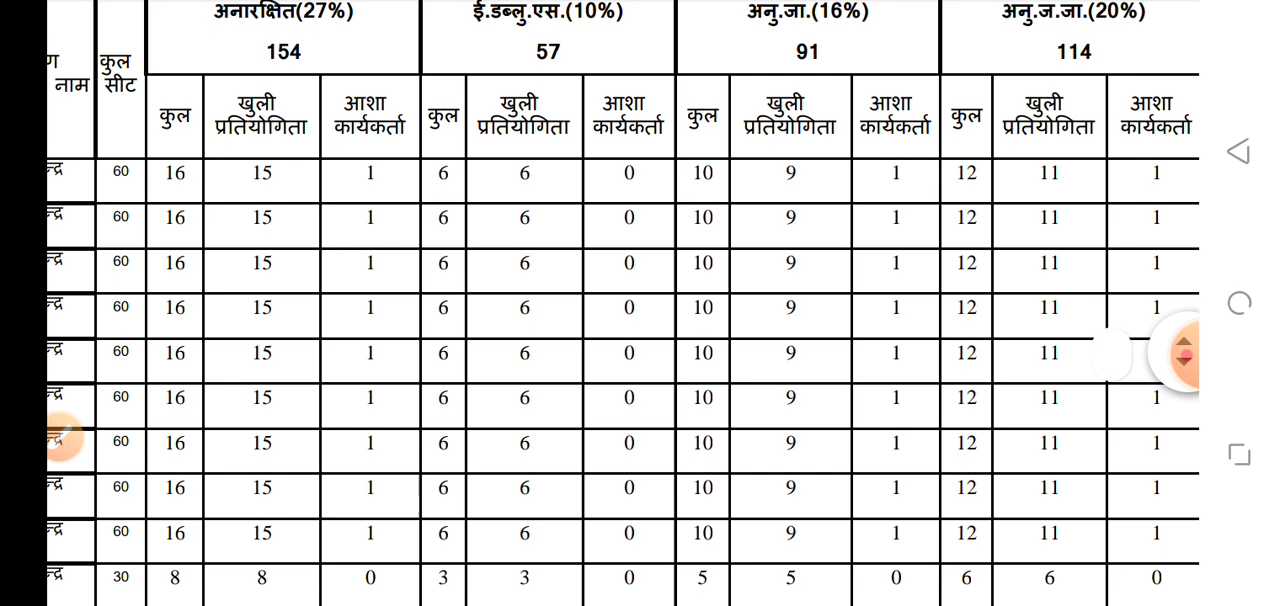 अनारक्षित(27%) ई.डब्लु.एस.(10%) अनु.जा.(16%) अनु.ज.जा.(20%)
154 57 91 114
ण कुल
नाम सीट
कुल खुली आशा कुल खुली आशा कुल खुली आशा कुल खुली आशा
प्रतियोगिता कार्यकर्ता प्रतियोगिता कार्यकर्ता प्रतियोगिता कार्यकर्ता प्रतियोगिता कार्यकर्ता
न्द्र 60 16 15 1 6 6 0 10 9 1 12 11 1
न्द्र 60 16 15 1 6 6 0 10 9 1 12 11 1
न्द्र 60 16 15 1 6 6 0 10 9 1 12 11 1
न्द्र 60 16 15 1 6 6 0 10 9 1 12 11 1
न्द्र 60 16 15 1 6 6 0 10 9 1 12 11
न्द्र 60 16 15 1 6 6 0 10 9 1 12 11 1
न्द्र 60 16 15 1 6 6 0 10 9 1 12 11 1
न्द्र 60 16 15 1 6 6 0 10 9 1 12 11 1
न्द्र 60 16 15 1 6 6 0 10 9 1 12 11 1
न्द्र 30 8 8 0 3 3 0 5 5 0 6 6 0